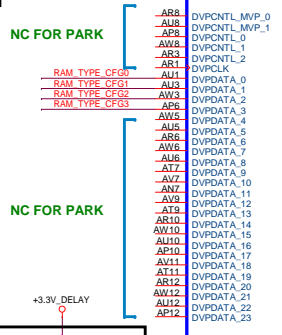 AR8 DVPCNTL_MVP_0
AU8 DVPCNTL_MVP_1
NC FOR PARK
AP8 DVPCNTL_0
AW8 DVPCNTL_1
AR3 DVPCNTL_2
AR1 DVPCLK
RAM_TYPE_CFG0 AU1 DVPDATA_0
RAM_TYPE_CFG1 AU3 DVPDATA_1
RAM_TYPE_CFG2 AW3 DVPDATA_2
RAM_TYPE_CFG3 AP6 DVPDATA_3
AW5 DVPDATA_4
AU5 DVPDATA_5
AR6 DVPDATA_6
AW6 DVPDATA_7
AU6 DVPDATA_8
AT7 DVPDATA_9
AV7 DVPDATA_10
AN7 DVPDATA_11
AV9 DVPDATA_12
NC FOR PARK
AT9 DVPDATA_13
AR10 DVPDATA_14
AW10 DVPDATA_15
AU10 DVPDATA_16
AP10 DVPDATA_17
AV11 DVPDATA_18
AT11 DVPDATA_19
AR12 DVPDATA_20
AW12 DVPDATA_21
AU12 DVPDATA_22
AP12 DVPDATA_23
+3.3V_DELAY